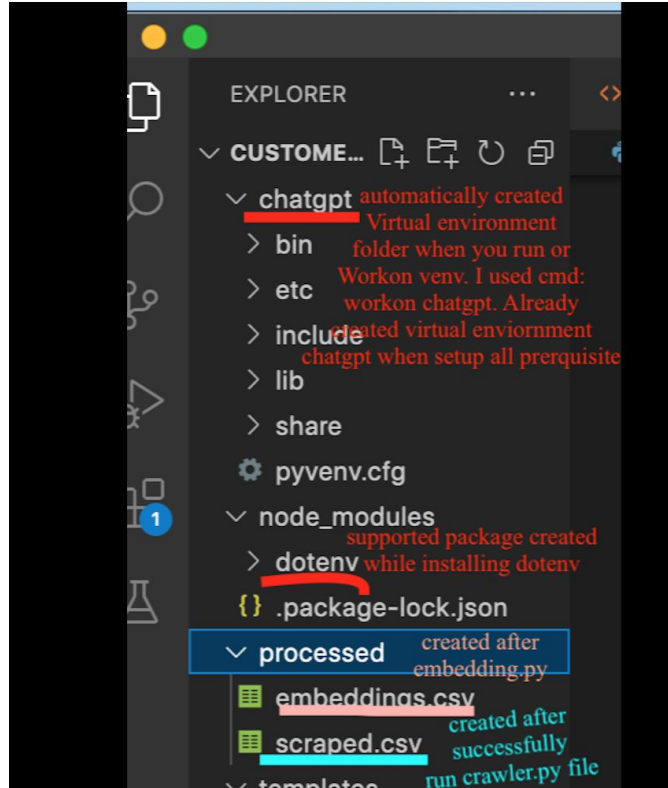 EXPLORER
CUSTOME...
chatgpt automatically created
Virtual environment
bin folder when you run or
Workon venv. I used cmd:
etc workon chatgpt. Already
include created virtual enviornment
chatgpt when setup all prerquisite
lib
share
pyvenv.cfg
node_modules
supported package created
dotenv while installing dotenv
{} .package-lock.json
processed created after
embedding.py
embeddings.csv
created after
scraped.csv successfully
templates run crawler.py file
1